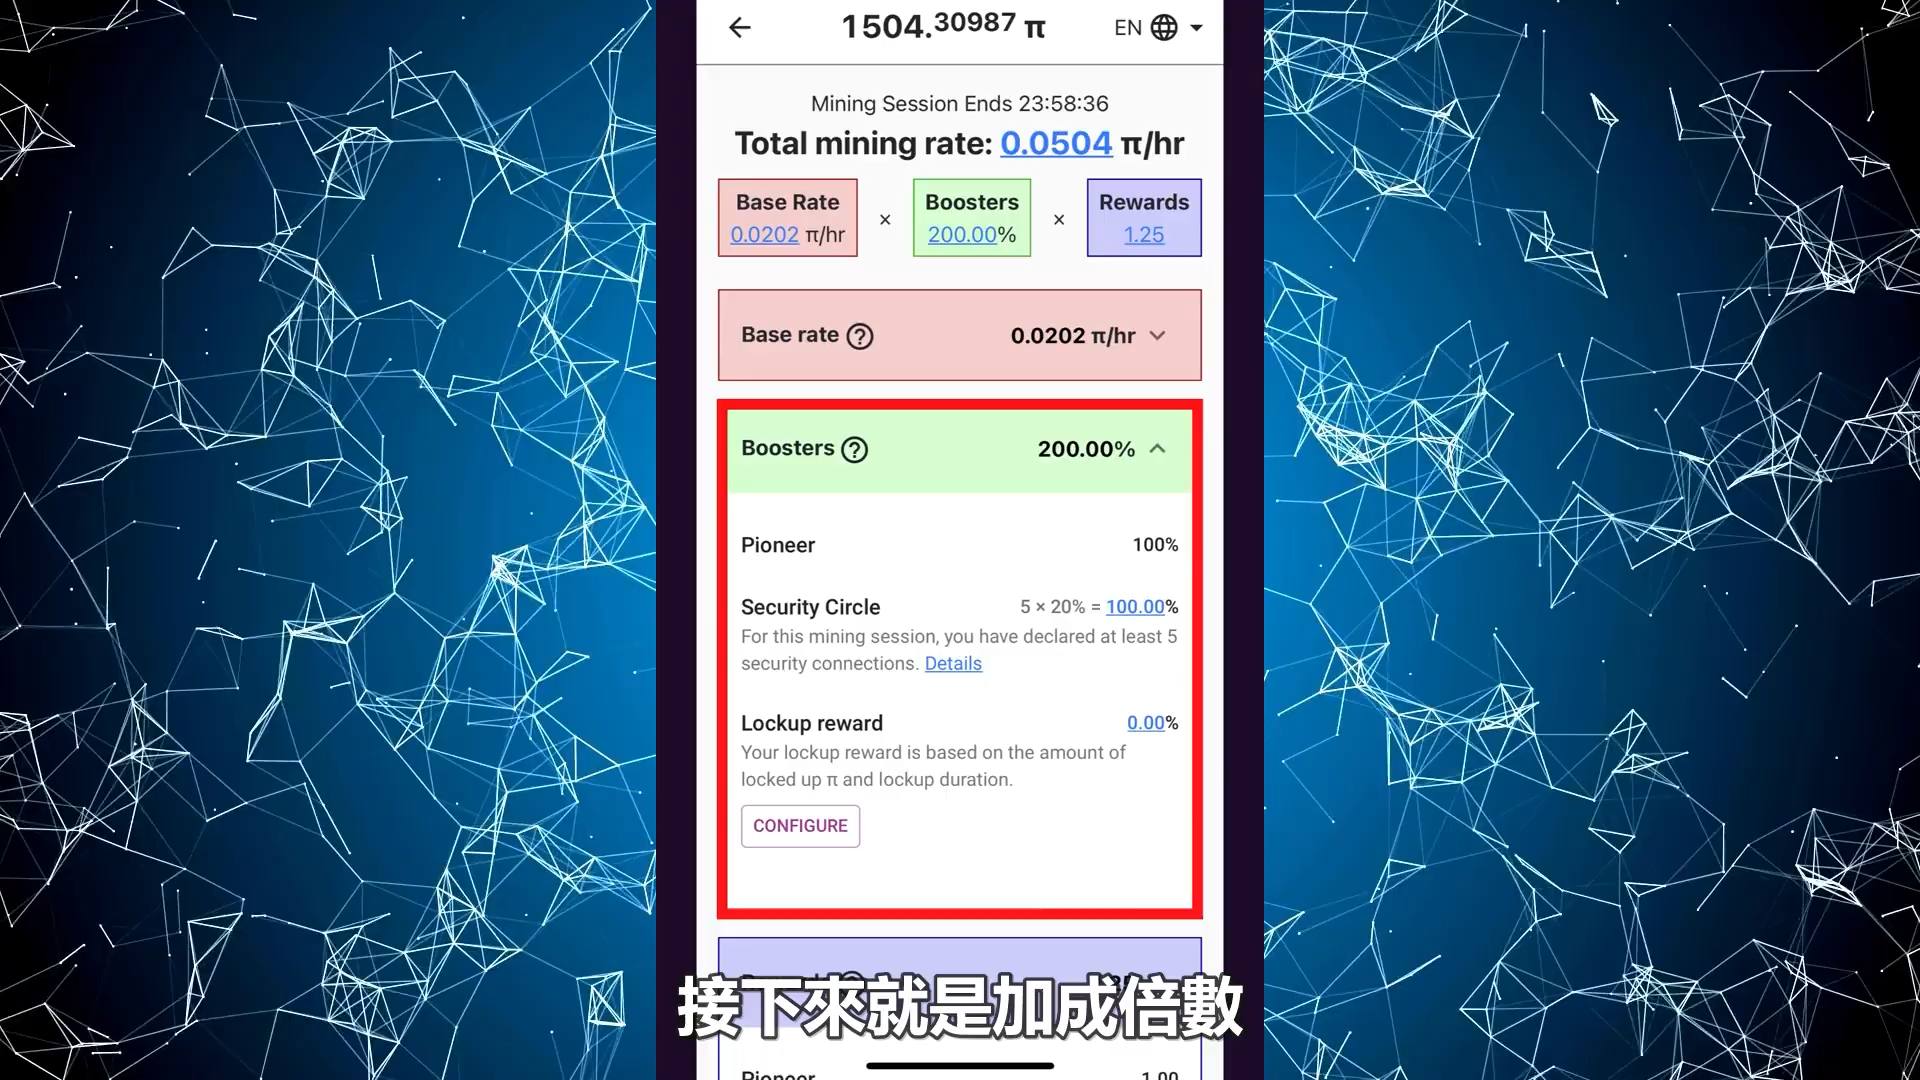 1504.30987 π
EN
Mining Session Ends 23:58:36
Total mining rate: 0.0504 π/hr
Base Rate
0.0202 π/hr
×
Boosters
200.00%
×
Rewards
1.25
Base rate ?
0.0202 π/hr
Boosters ?
200.00%
Pioneer
100%
Security Circle
5 × 20% = 100.00%
For this mining session, you have declared at least 5
security connections. Details
Lockup reward
0.00%
Your lockup reward is based on the amount of
locked up π and lockup duration.
CONFIGURE
接下來就是加成倍數
Pioneer
1.00